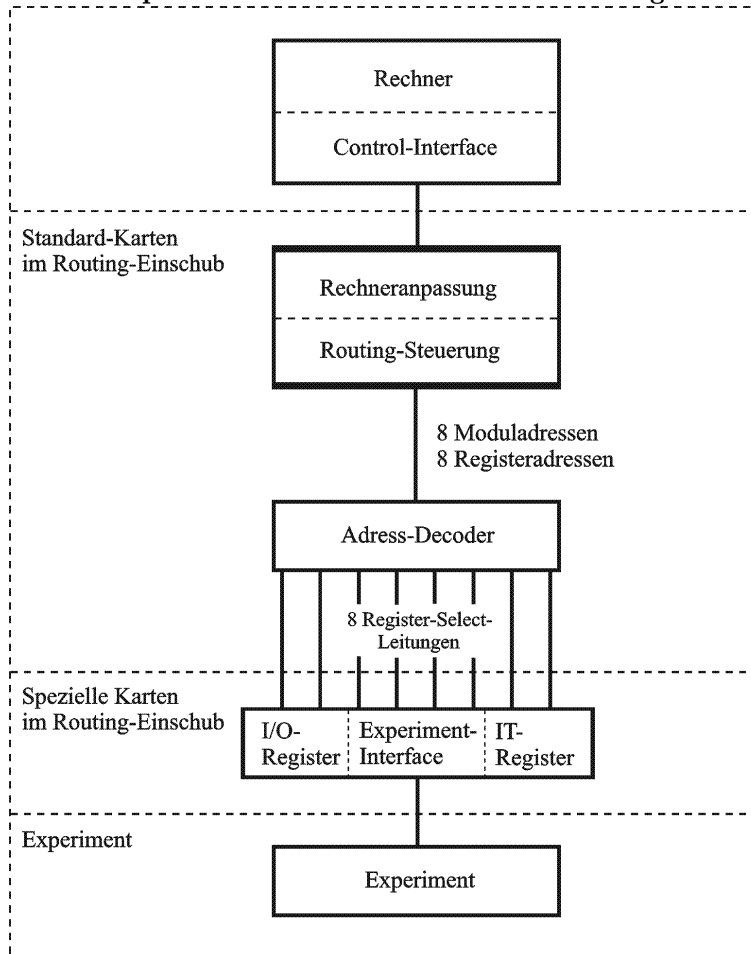 Rechner
Control-Interface
Standard-Karten
im Routing-Einschub
Rechneranpassung
Routing-Steuerung
8 Moduladressen
8 Registeradressen
Adress-Decoder
8 Register-Select-
Leitungen
Spezielle Karten
im Routing-Einschub
I/O-
Register
Experiment-
Interface
IT-
Register
Experiment
Experiment